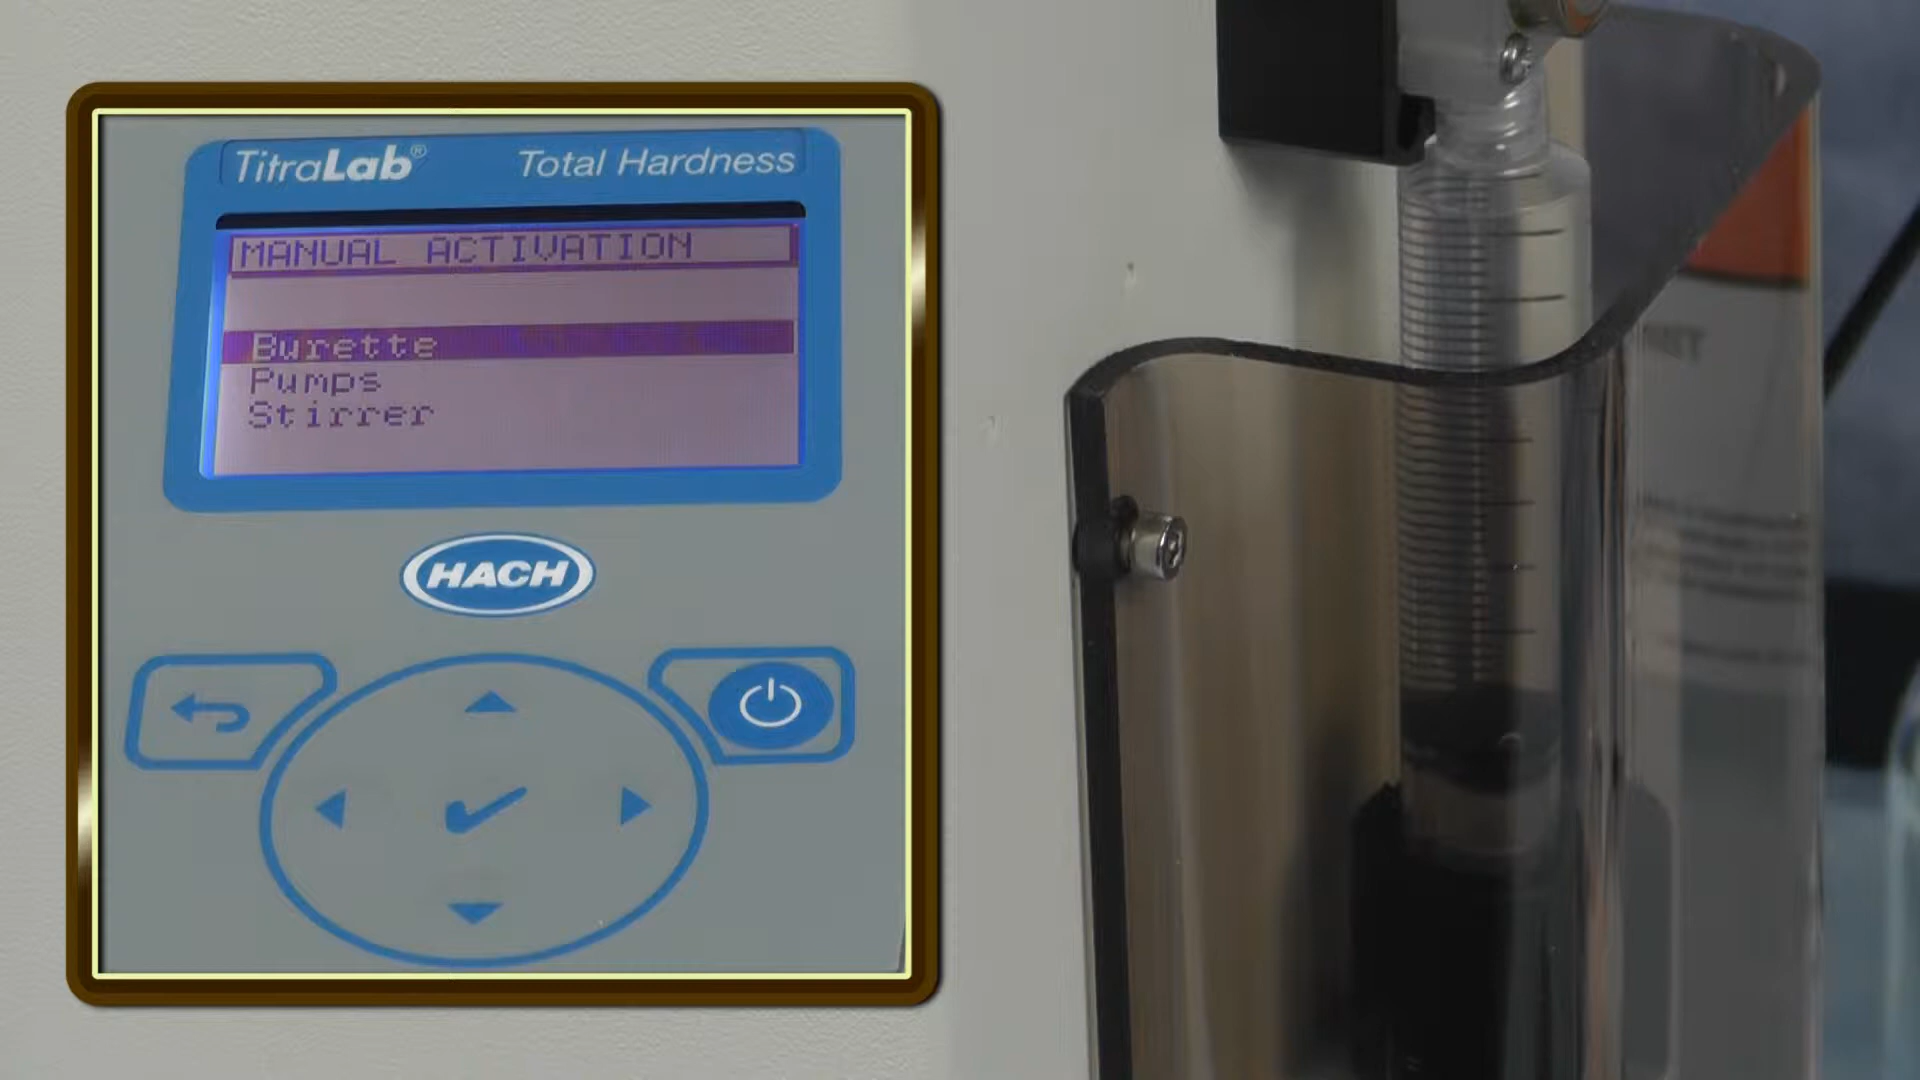 TitraLab® Total Hardness
MANUAL ACTIVATION
Burette
Pumps
Stirrer
HACH